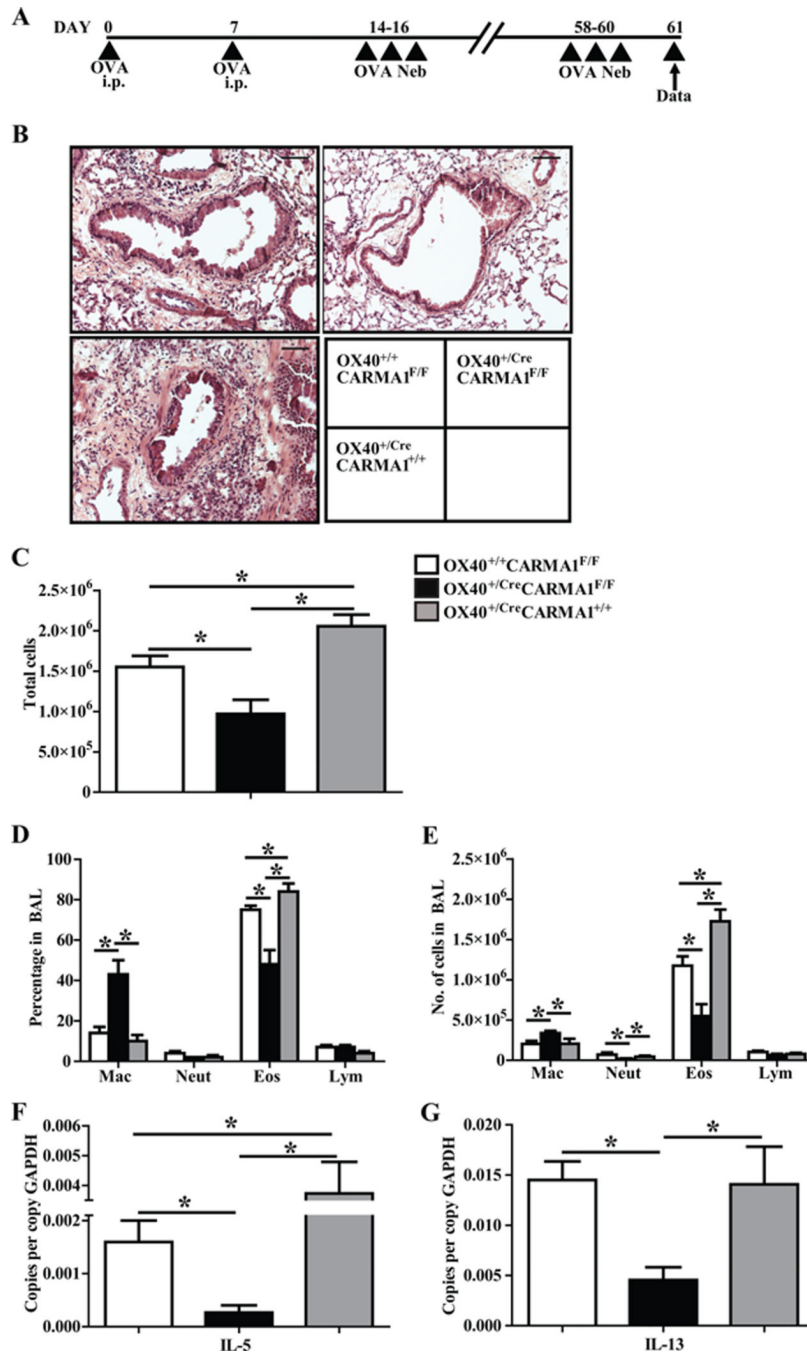 A
DAY 0 7 14-16 58-60 61
OVA i.p. OVA i.p. OVA Neb OVA Neb
Data
B
OX40+/+ CARMA1F/F
OX40+/Cre CARMA1F/F
OX40+/Cre CARMA1+/+
C
OX40+/+CARMA1F/F
OX40+/CreCARMA1F/F
OX40+/CreCARMA1+/+
Total cells
2.5×10⁶
2.0×10⁶
1.5×10⁶
1.0×10⁶
5.0×10⁵
0
* * *
D
Percentage in BAL
100
80
60
40
20
0
* * * * *
Mac Neut Eos Lym
E
No. of cells in BAL
2.5×10⁶
2.0×10⁶
1.5×10⁶
1.0×10⁶
5.0×10⁵
0
* * * * * * *
Mac Neut Eos Lym
F
Copies per copy GAPDH
0.006
0.005
0.004
0.002
0.001
0.000
* * *
IL-5
G
Copies per copy GAPDH
0.020
0.015
0.010
0.005
0.000
* *
IL-13